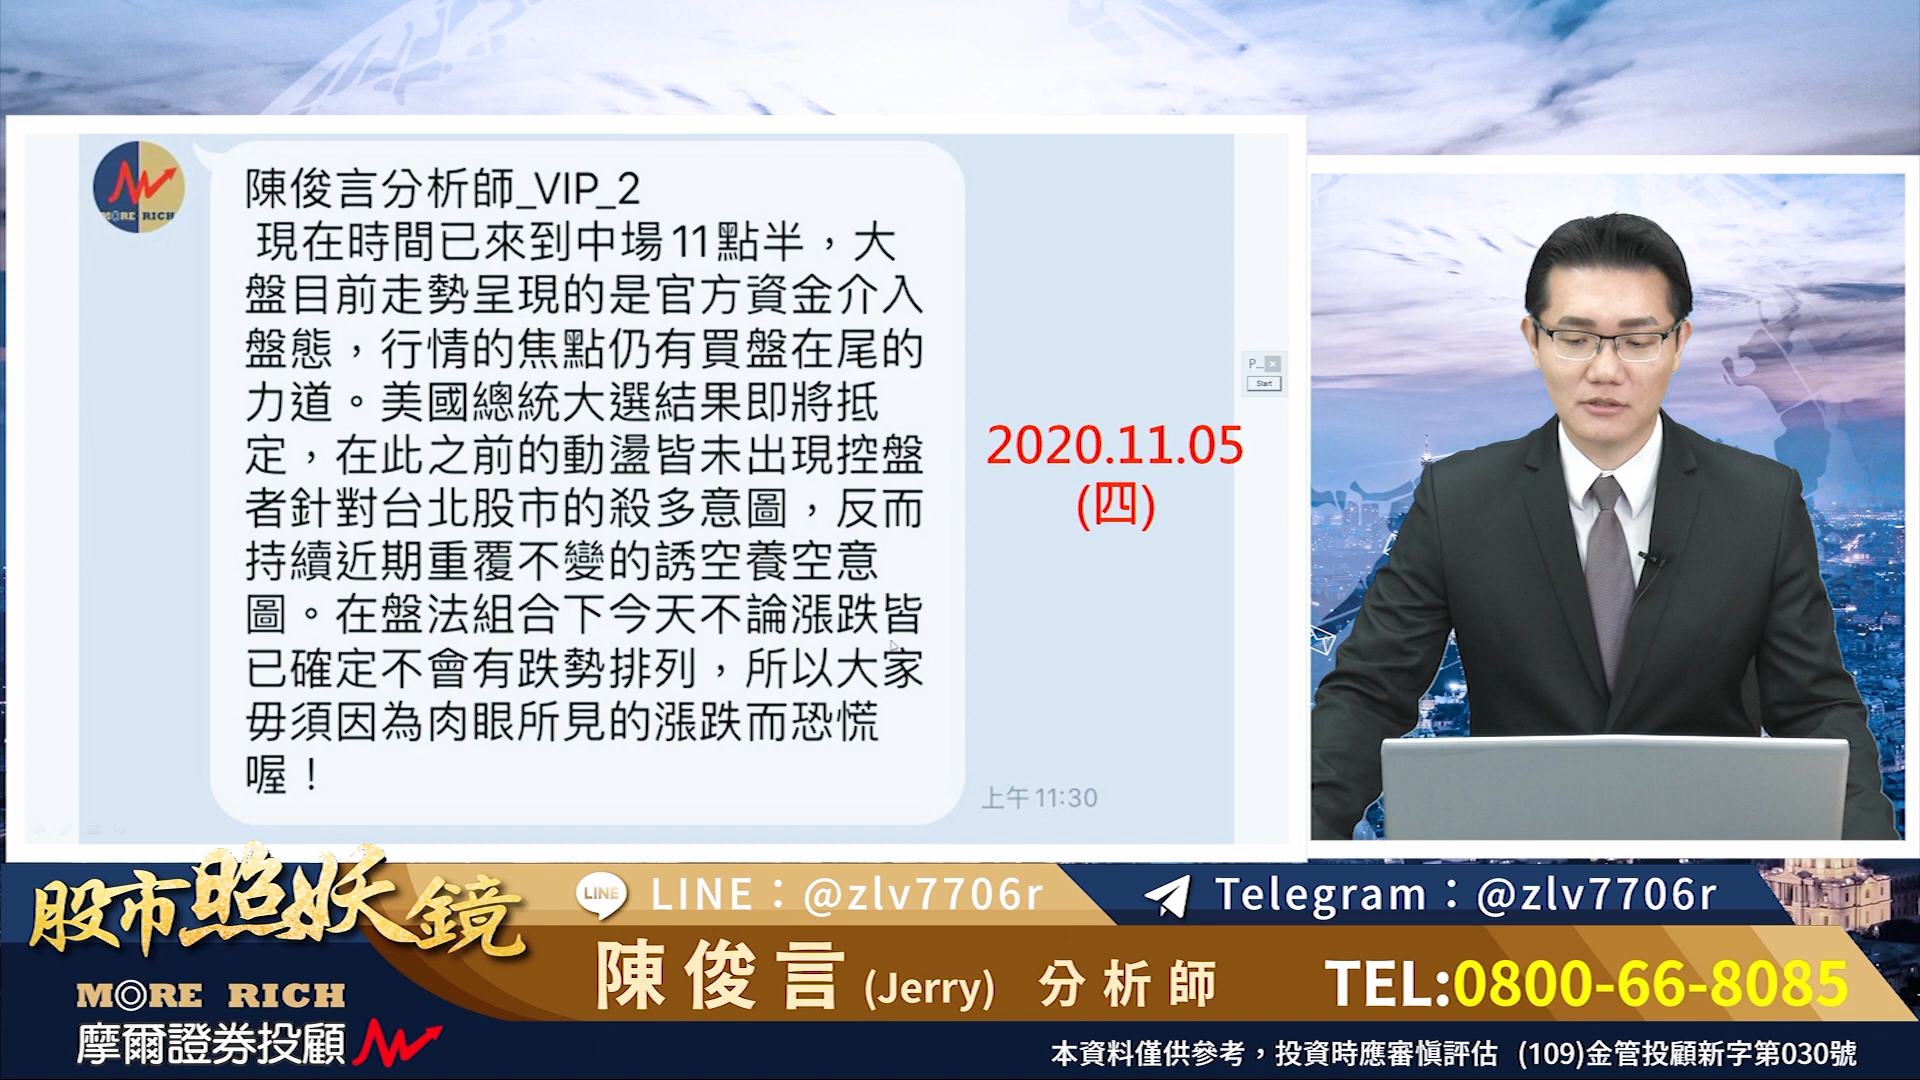 陳俊言分析師_VIP_2
現在時間已來到中場11點半，大
盤目前走勢呈現的是官方資金介入
盤態，行情的焦點仍有買盤在尾的
力道。美國總統大選結果即將抵
定，在此之前的動盪皆未出現控盤
者針對台北股市的殺多意圖，反而
持續近期重覆不變的誘空養空意
圖。在盤法組合下今天不論漲跌皆
已確定不會有跌勢排列，所以大家
毋須因為肉眼所見的漲跌而恐慌
喔！
上午11:30
MORE RICH
2020.11.05
(四)
P...
Start
股市照妖鏡
MORE RICH
摩爾證券投顧
LINE
LINE：@zlv7706r
Telegram：@zlv7706r
陳俊言(Jerry) 分析師
TEL:0800-66-8085
本資料僅供參考，投資時應審慎評估 (109)金管投顧新字第030號